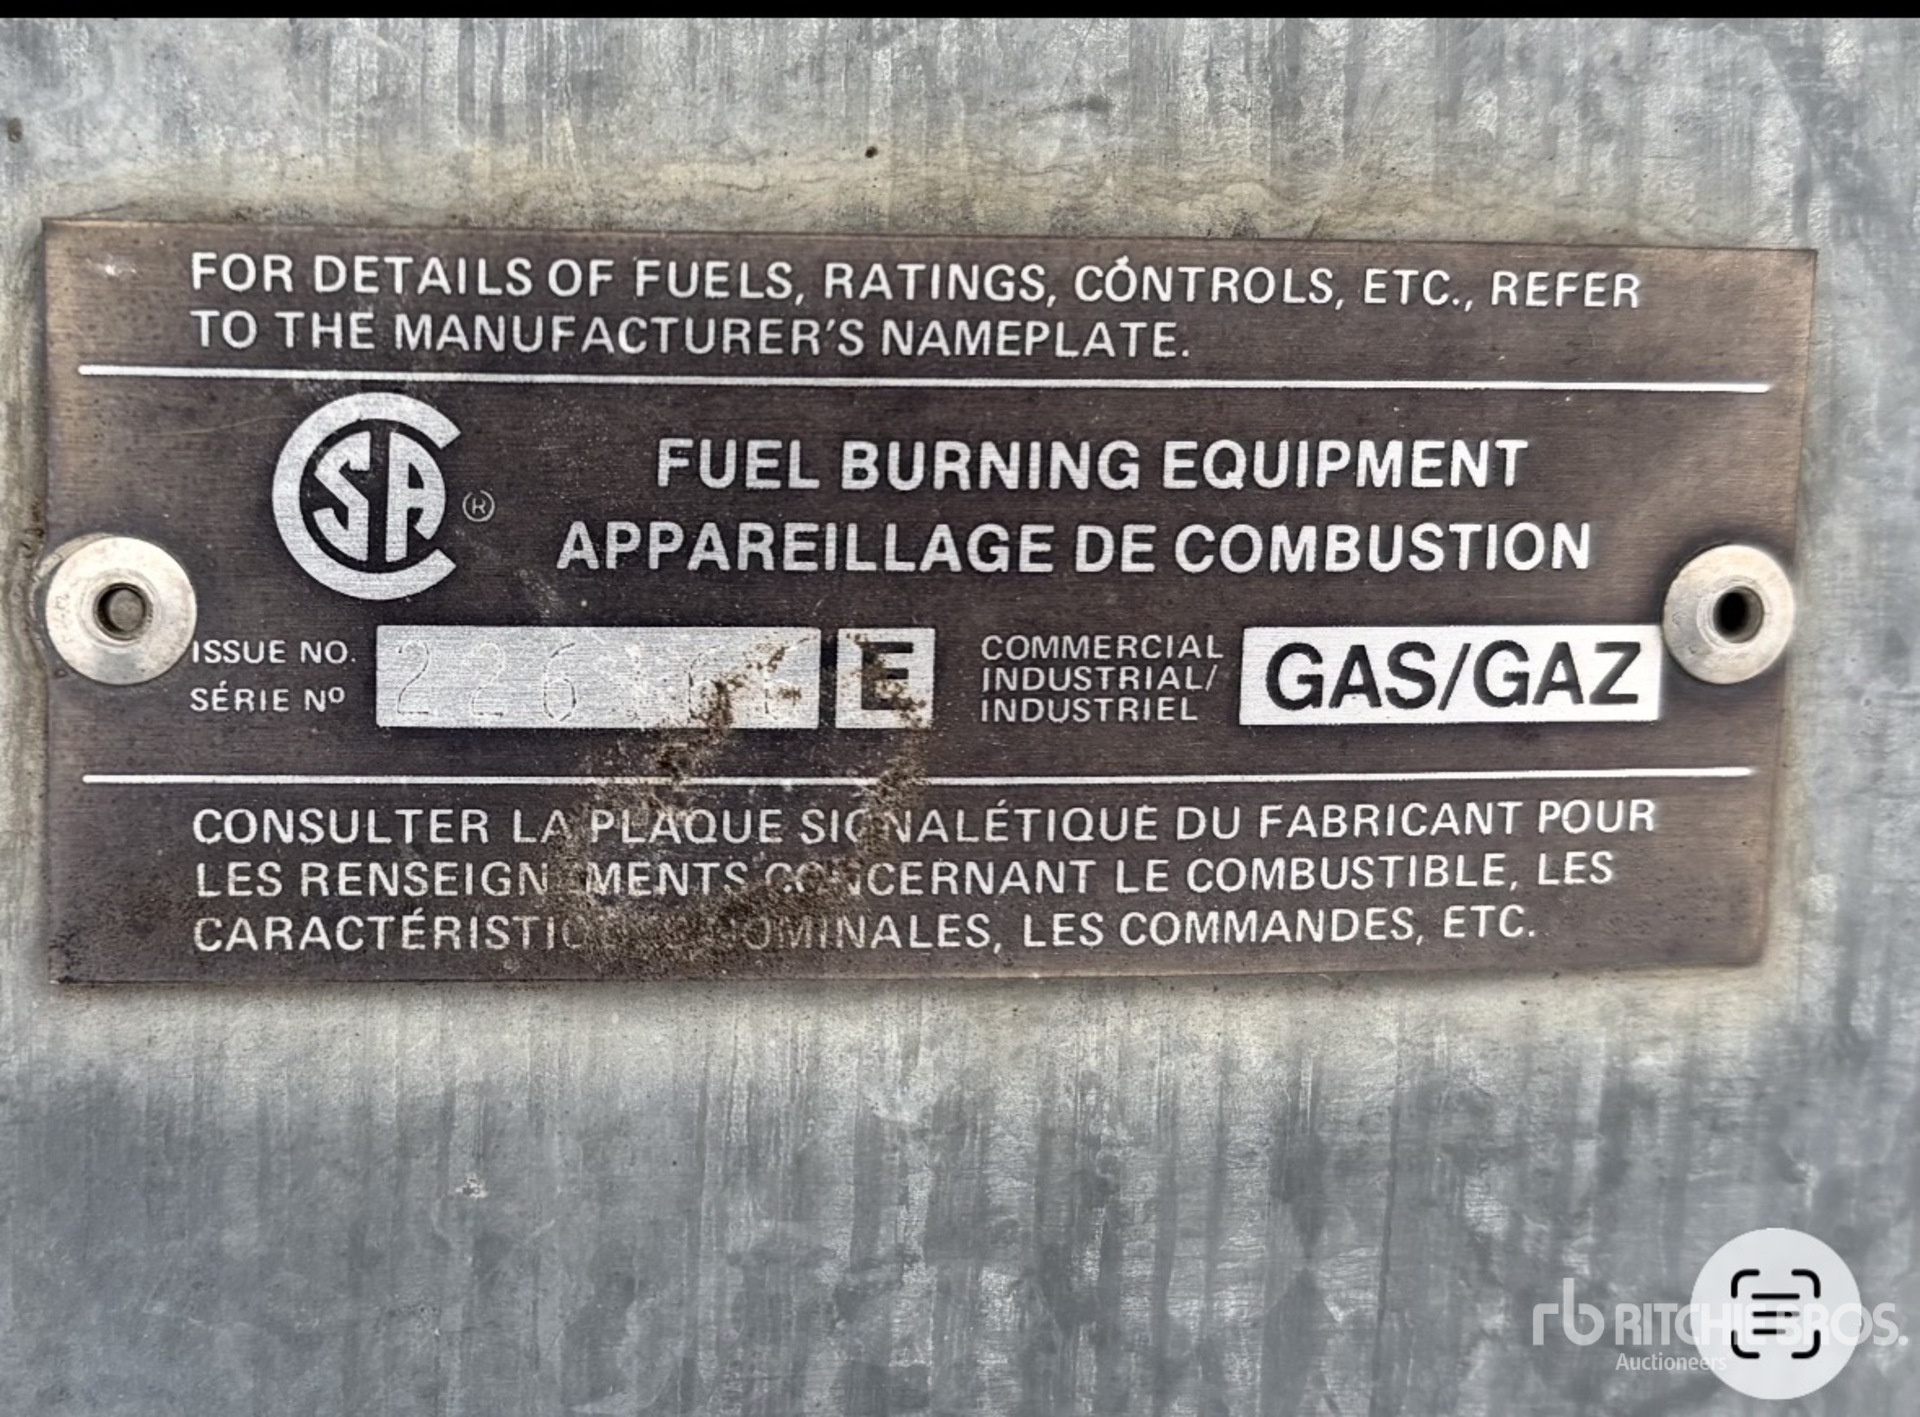 FOR DETAILS OF FUELS, RATINGS, CONTROLS, ETC., REFER
TO THE MANUFACTURER'S NAMEPLATE.
CSA ®
FUEL BURNING EQUIPMENT
APPAREILLAGE DE COMBUSTION
ISSUE NO.
SÉRIE Nº
E
COMMERCIAL
INDUSTRIAL/
INDUSTRIEL
GAS/GAZ
CONSULTER LA PLAQUE SIGNALÉTIQUE DU FABRICANT POUR
LES RENSEIGNEMENTS CONCERNANT LE COMBUSTIBLE, LES
CARACTÉRISTIQUES NOMINALES, LES COMMANDES, ETC.
rb RITCHIE BROS.
Auctioneers